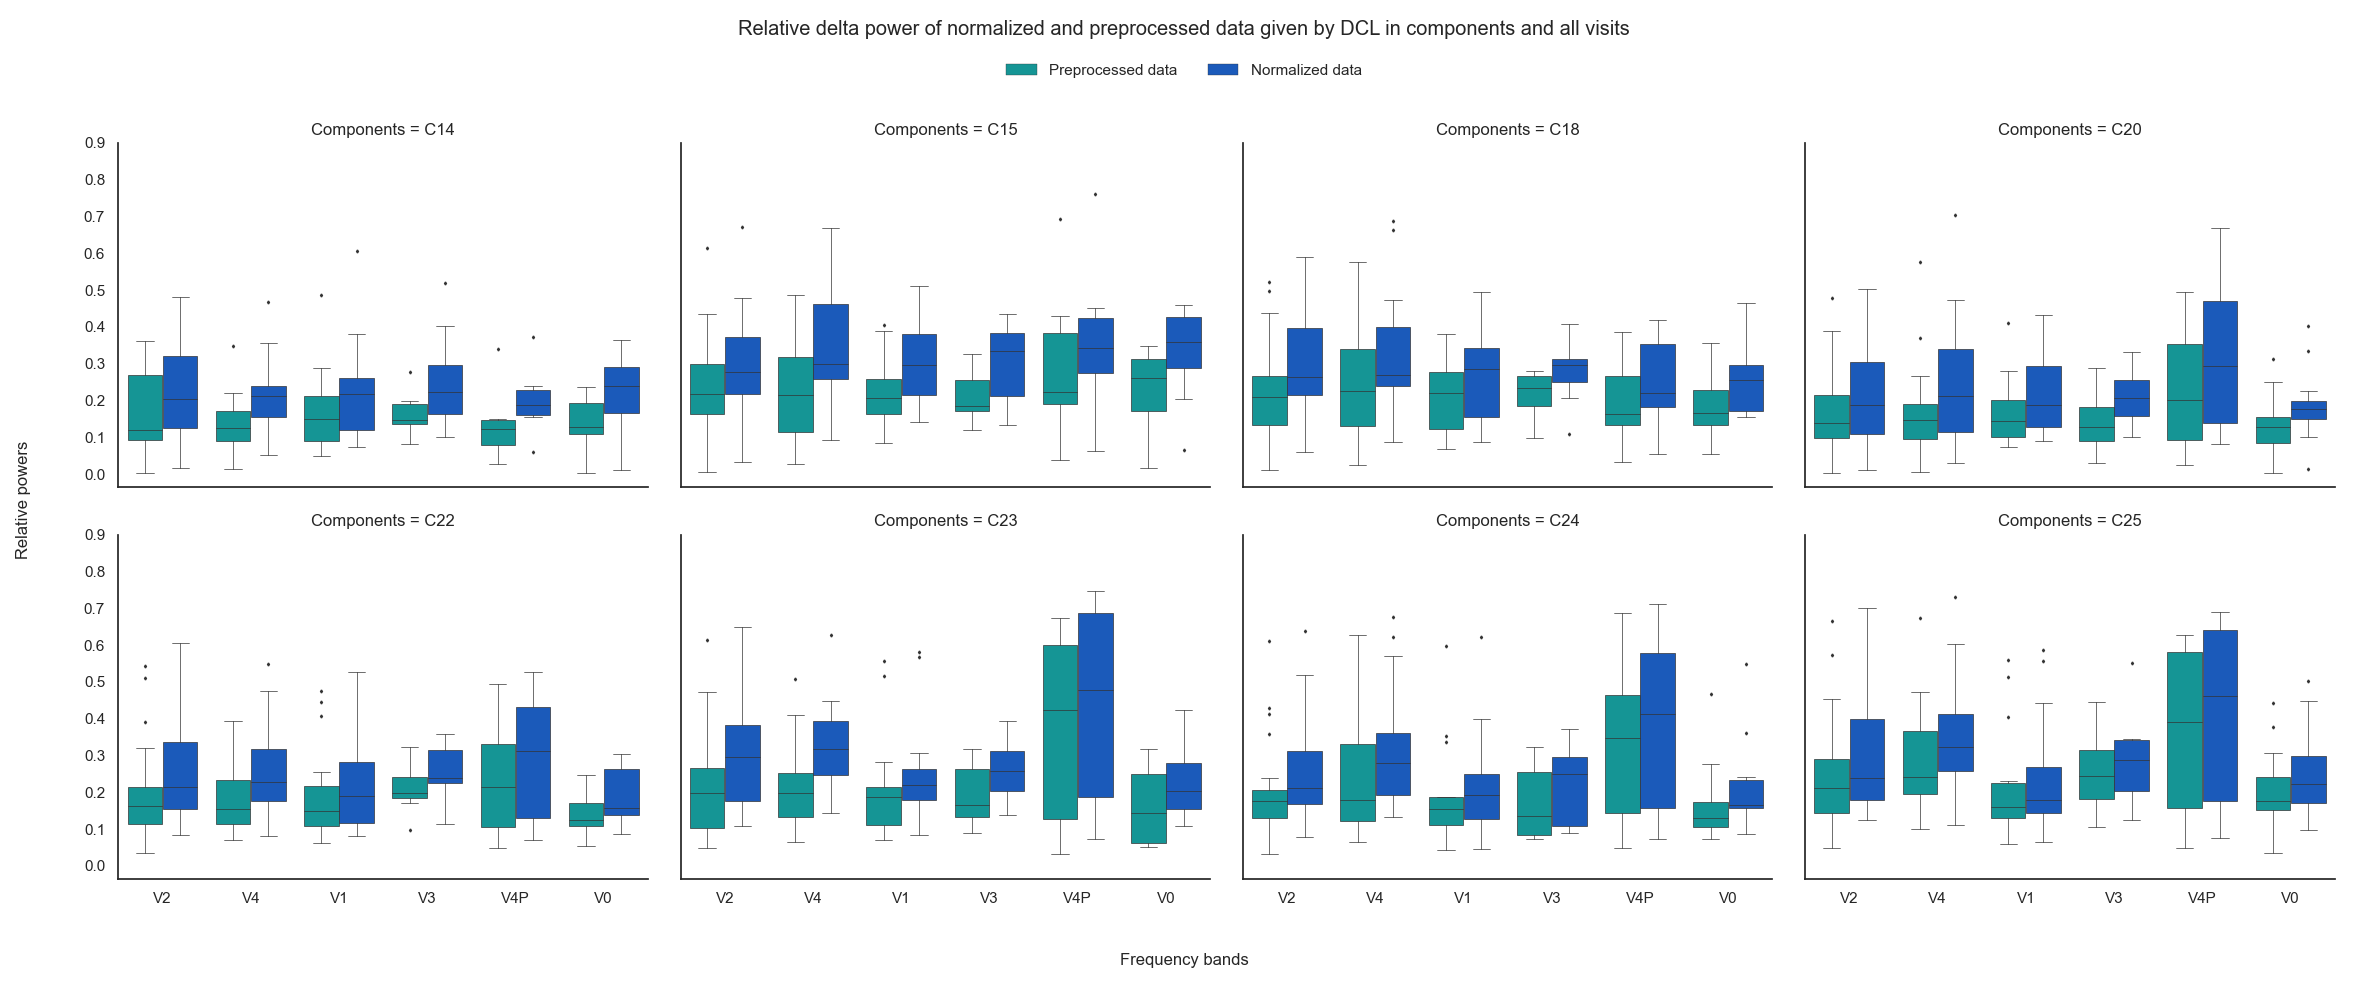 Relative delta power of normalized and preprocessed data given by DCL in components and all visits
Preprocessed data Normalized data
Components = C14 Components = C15 Components = C18 Components = C20
0.9
0.8
0.7
0.6
0.5
0.4
0.3
0.2
0.1
0.0
Relative powers
Components = C22 Components = C23 Components = C24 Components = C25
0.9
0.8
0.7
0.6
0.5
0.4
0.3
0.2
0.1
0.0
V2 V4 V1 V3 V4P V0 V2 V4 V1 V3 V4P V0 V2 V4 V1 V3 V4P V0 V2 V4 V1 V3 V4P V0
Frequency bands